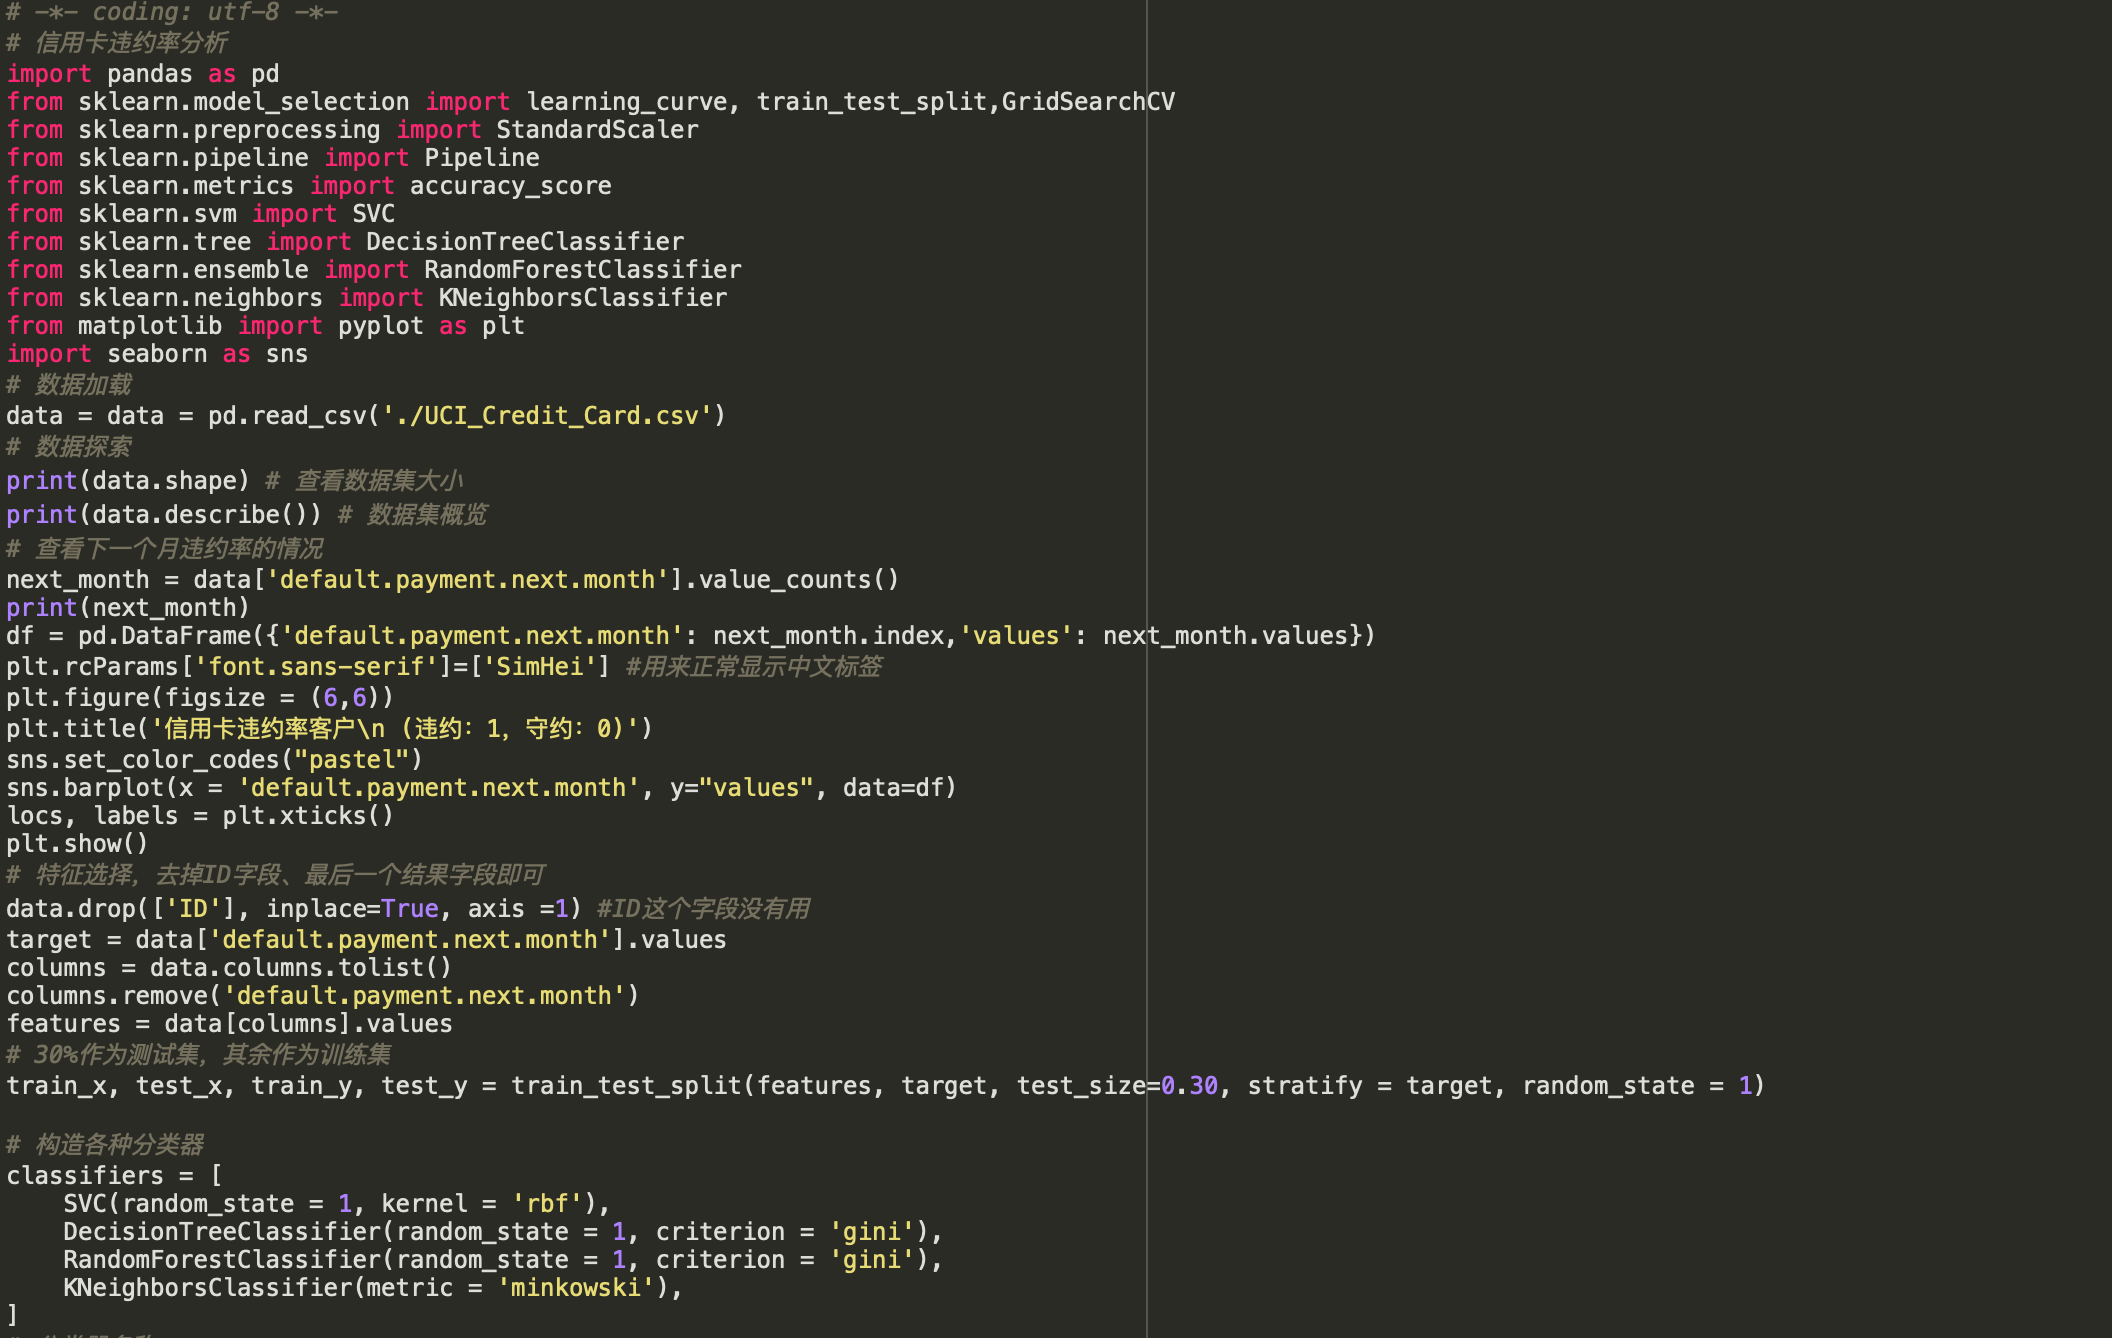 # -*- coding: utf-8 -*-
# 信用卡违约率分析
import pandas as pd
from sklearn.model_selection import learning_curve, train_test_split,GridSearchCV
from sklearn.preprocessing import StandardScaler
from sklearn.pipeline import Pipeline
from sklearn.metrics import accuracy_score
from sklearn.svm import SVC
from sklearn.tree import DecisionTreeClassifier
from sklearn.ensemble import RandomForestClassifier
from sklearn.neighbors import KNeighborsClassifier
from matplotlib import pyplot as plt
import seaborn as sns
# 数据加载
data = data = pd.read_csv('./UCI_Credit_Card.csv')
# 数据探索
print(data.shape) # 查看数据集大小
print(data.describe()) # 数据集概览
# 查看下一个月违约率的情况
next_month = data['default.payment.next.month'].value_counts()
print(next_month)
df = pd.DataFrame({'default.payment.next.month': next_month.index,'values': next_month.values})
plt.rcParams['font.sans-serif']=['SimHei'] #用来正常显示中文标签
plt.figure(figsize = (6,6))
plt.title('信用卡违约率客户\n (违约：1，守约：0)')
sns.set_color_codes("pastel")
sns.barplot(x = 'default.payment.next.month', y="values", data=df)
locs, labels = plt.xticks()
plt.show()
# 特征选择，去掉ID字段、最后一个结果字段即可
data.drop(['ID'], inplace=True, axis =1) #ID这个字段没有用
target = data['default.payment.next.month'].values
columns = data.columns.tolist()
columns.remove('default.payment.next.month')
features = data[columns].values
# 30%作为测试集，其余作为训练集
train_x, test_x, train_y, test_y = train_test_split(features, target, test_size=0.30, stratify = target, random_state = 1)
# 构造各种分类器
classifiers = [
    SVC(random_state = 1, kernel = 'rbf'),
    DecisionTreeClassifier(random_state = 1, criterion = 'gini'),
    RandomForestClassifier(random_state = 1, criterion = 'gini'),
    KNeighborsClassifier(metric = 'minkowski'),
]